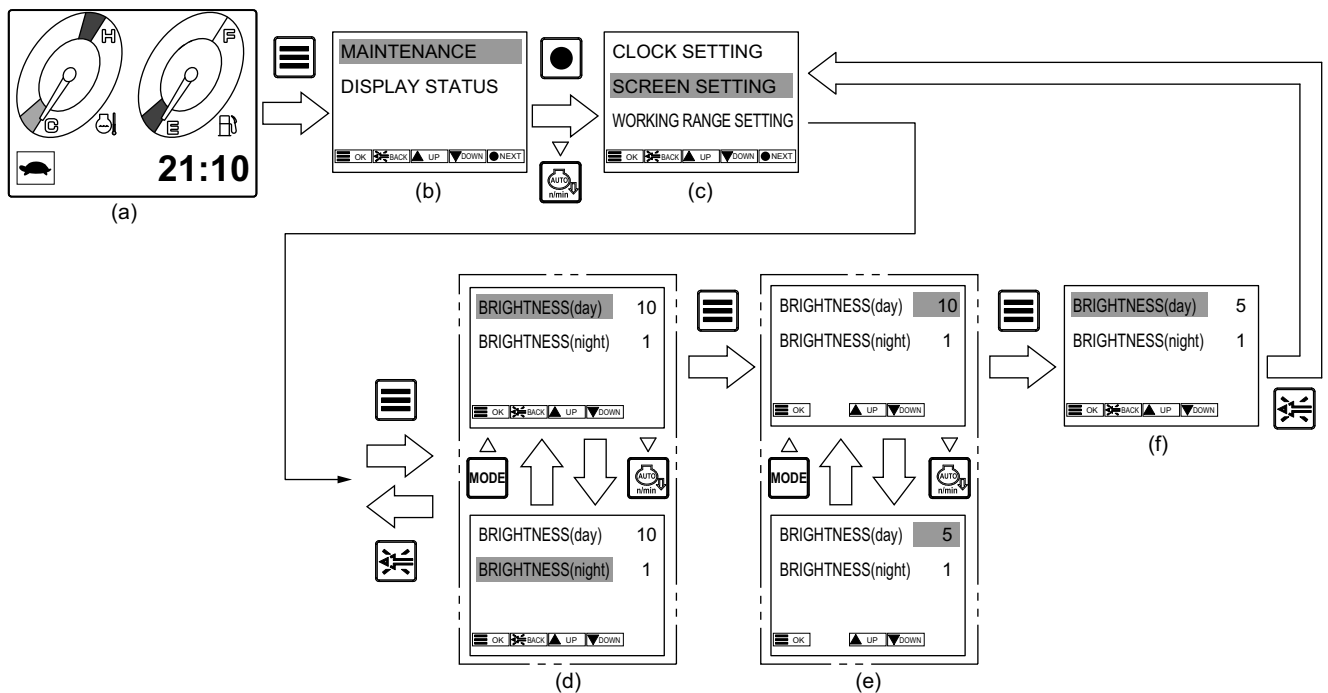 H
C
F
E
21:10
(a)
MAINTENANCE
DISPLAY STATUS
OK BACK UP DOWN NEXT
(b)
AUTO
n/min
CLOCK SETTING
SCREEN SETTING
WORKING RANGE SETTING
OK BACK UP DOWN NEXT
(c)
BRIGHTNESS(day) 10
BRIGHTNESS(night) 1
OK BACK UP DOWN
MODE
AUTO
n/min
BRIGHTNESS(day) 10
BRIGHTNESS(night) 1
OK BACK UP DOWN
(d)
BRIGHTNESS(day) 10
BRIGHTNESS(night) 1
OK UP DOWN
MODE
AUTO
n/min
BRIGHTNESS(day) 5
BRIGHTNESS(night) 1
OK UP DOWN
(e)
BRIGHTNESS(day) 5
BRIGHTNESS(night) 1
OK BACK UP DOWN
(f)